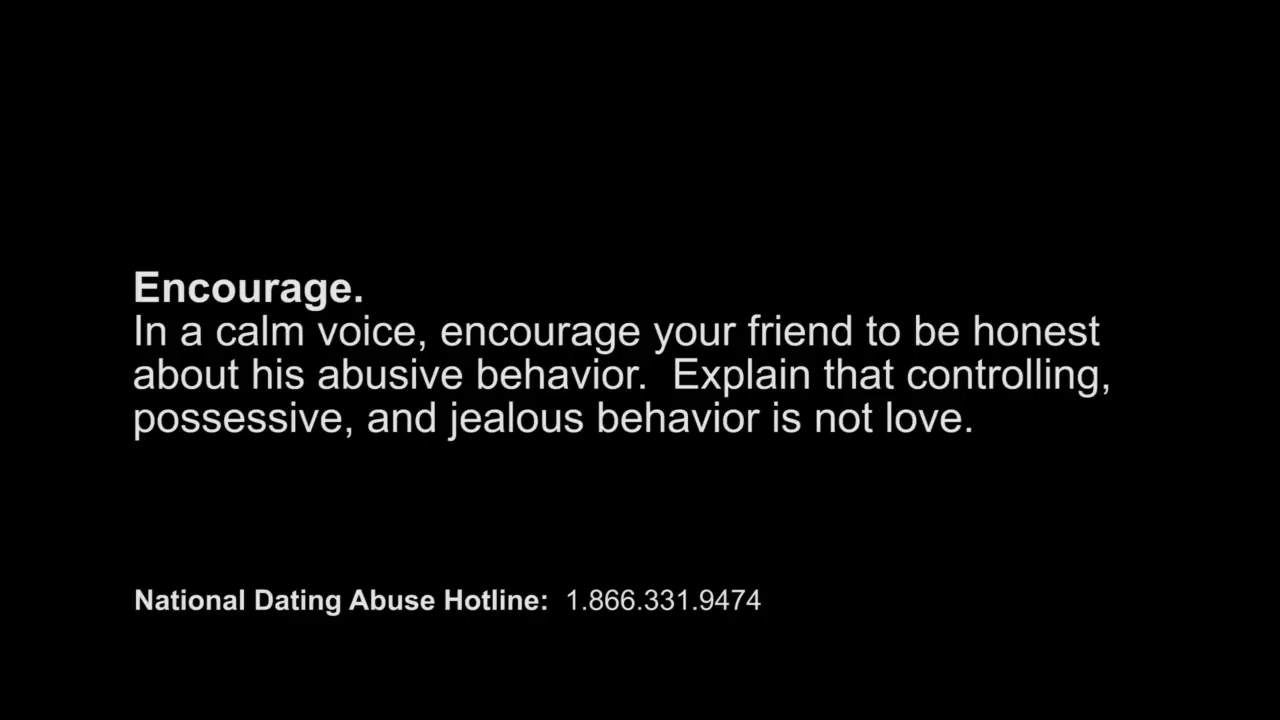 Encourage.
In a calm voice, encourage your friend to be honest
about his abusive behavior.  Explain that controlling,
possessive, and jealous behavior is not love.
National Dating Abuse Hotline:  1.866.331.9474